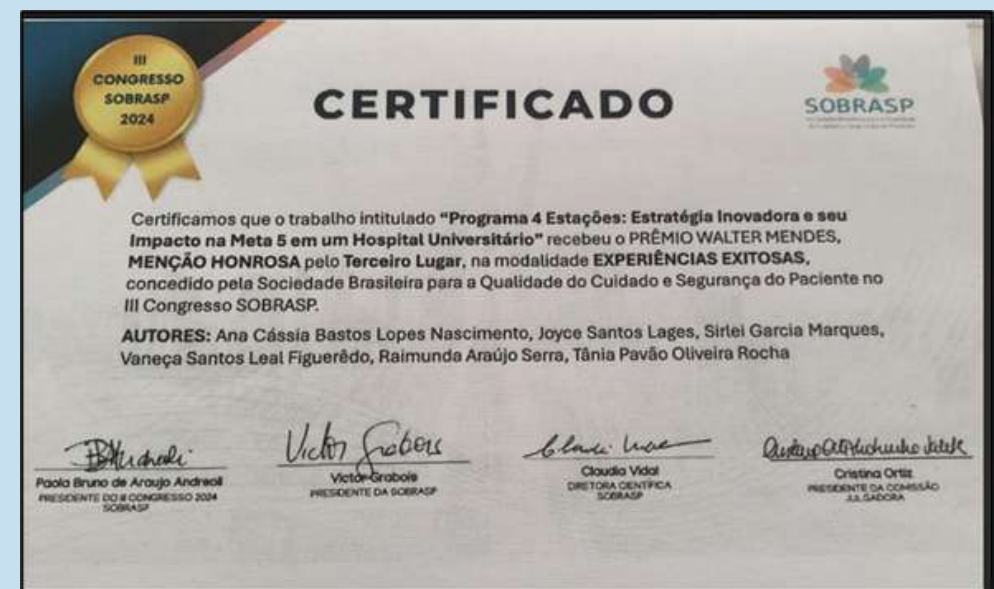 III
CONGRESSO
SOBRASP
2024
CERTIFICADO
SOBRASP
Certificamos que o trabalho intitulado "Programa 4 Estações: Estratégia Inovadora e seu
Impacto na Meta 5 em um Hospital Universitário" recebeu o PRÊMIO WALTER MENDES,
MENÇÃO HONROSA pelo Terceiro Lugar, na modalidade EXPERIÊNCIAS EXITOSAS,
concedido pela Sociedade Brasileira para a Qualidade do Cuidado e Segurança do Paciente no
III Congresso SOBRASP.
AUTORES: Ana Cássia Bastos Lopes Nascimento, Joyce Santos Lages, Sirlei Garcia Marques,
Vaneça Santos Leal Figuerêdo, Raimunda Araújo Serra, Tânia Pavão Oliveira Rocha
Victor Grabois
Paola Bruno de Araujo Andreoli
PRESIDENTE DO III CONGRESSO 2024
SOBRASP
Victor Grabois
PRESIDENTE DA SOBRASP
Claudia Vidal
DIRETORA CIENTÍFICA
SOBRASP
Cristina Ortiz
PRESIDENTE DA COMISSÃO
JULGADORA